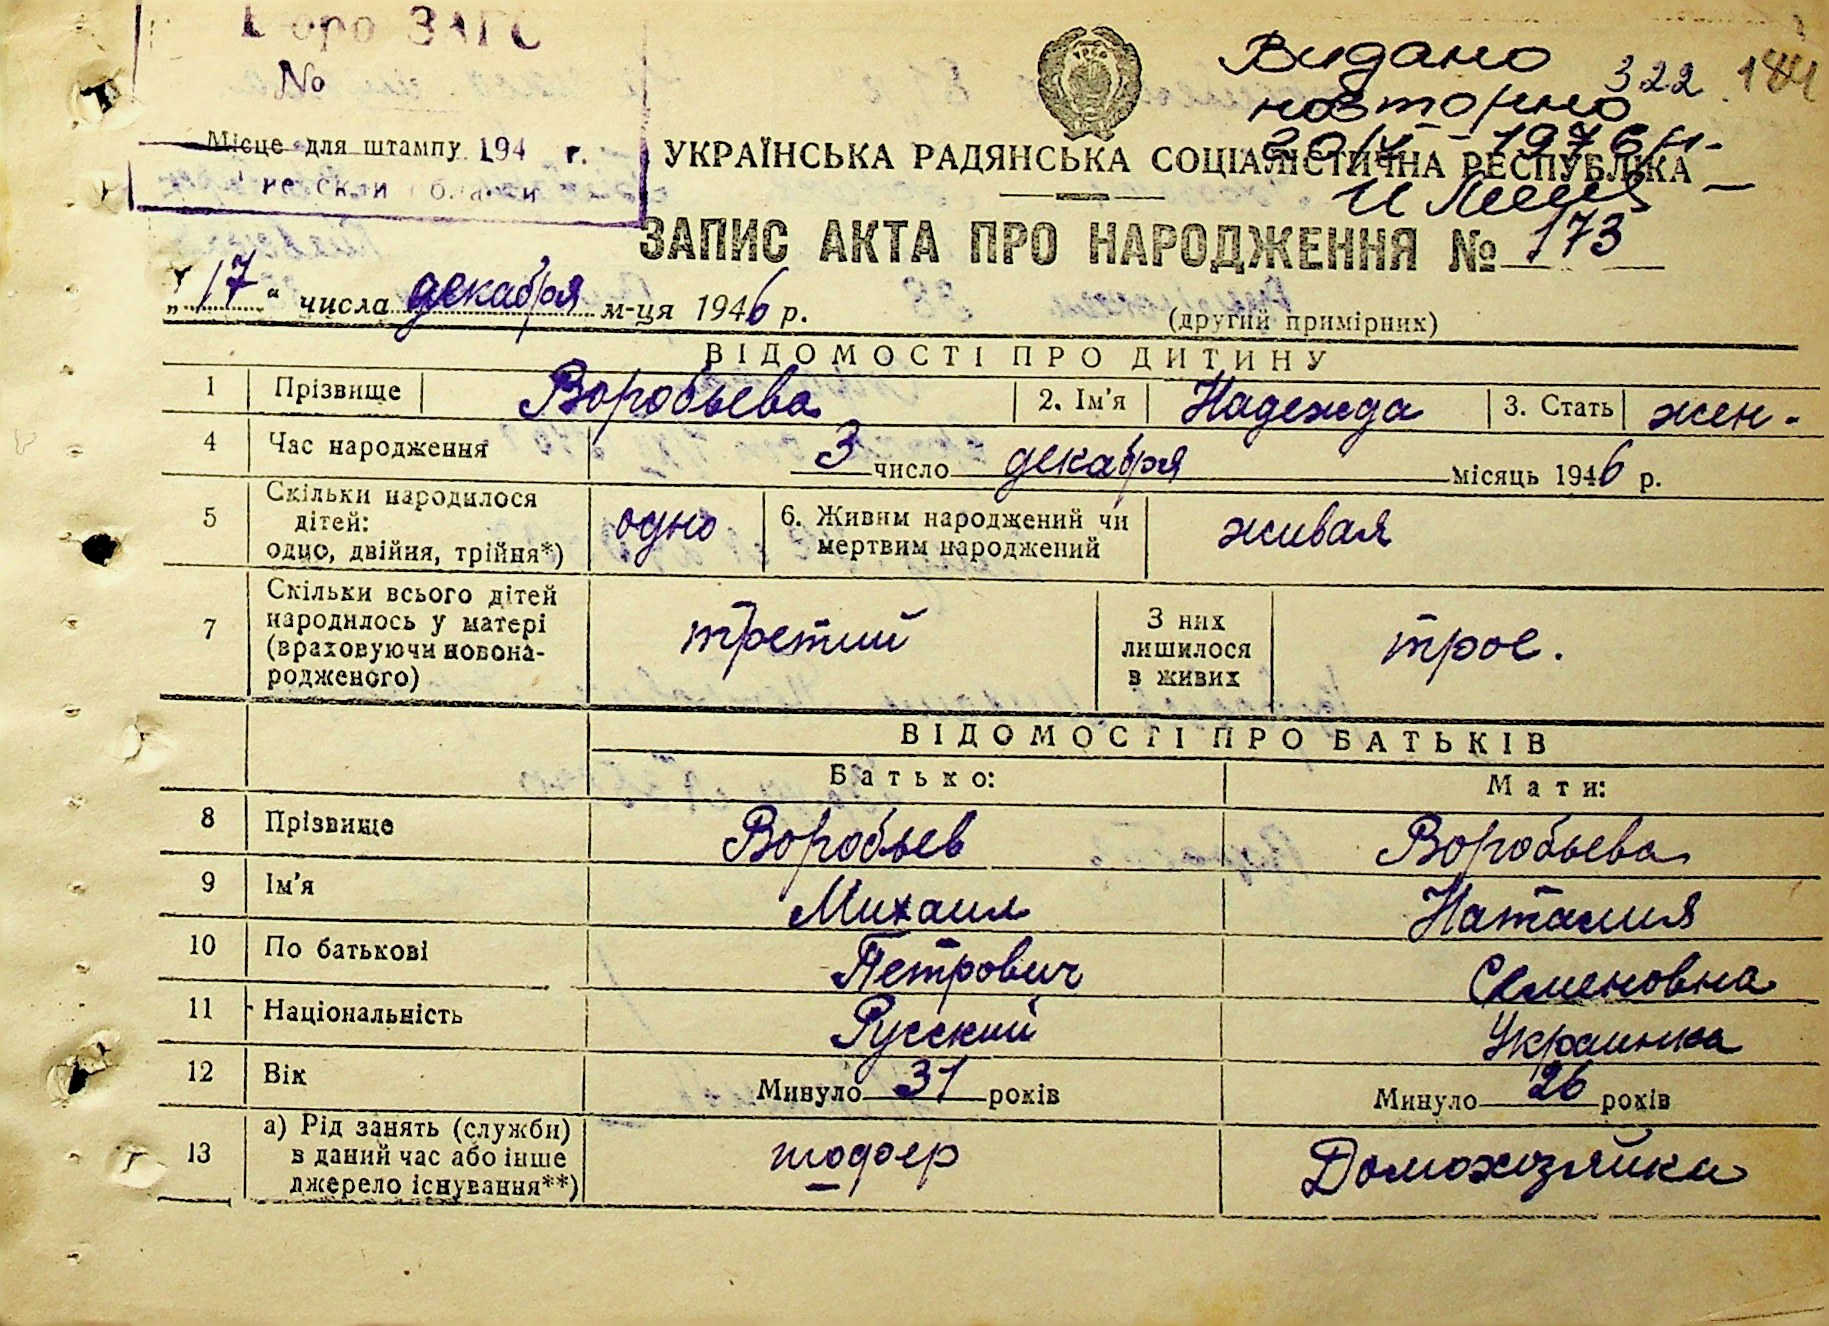 Бюро ЗАГС
№
Місце для штампу 194 г.
322 184
Видано
повторно
20/V-1976 р.
УКРАЇНСЬКА РАДЯНСЬКА СОЦІАЛІСТИЧНА РЕСПУБЛІКА
ЗАПИС АКТА ПРО НАРОДЖЕННЯ № 173
„17“ числа декабря м-ця 1946 р.
(другий примірник)
ВІДОМОСТІ ПРО ДИТИНУ
1 Прізвище Воробьева 2. Ім'я Надежда 3. Стать жен.
4 Час народження 3 число декабря місяць 1946 р.
5 Скільки народилося дітей: одно, двійня, трійня*) одно 6. Живим народжений чи мертвим народжений живая
7 Скільки всього дітей народилось у матері (враховуючи новонародженого) третий З них лишилося в живих трое.
ВІДОМОСТІ ПРО БАТЬКІВ
Батько: Мати:
8 Прізвище Воробьев Воробьева
9 Ім'я Михаил Наталия
10 По батькові Петрович Семеновна
11 Національність Русский Украинка
12 Вік Минуло 31 років Минуло 26 років
13 а) Рід занять (служби) в даний час або інше джерело існування**) шофер Домохозяйка